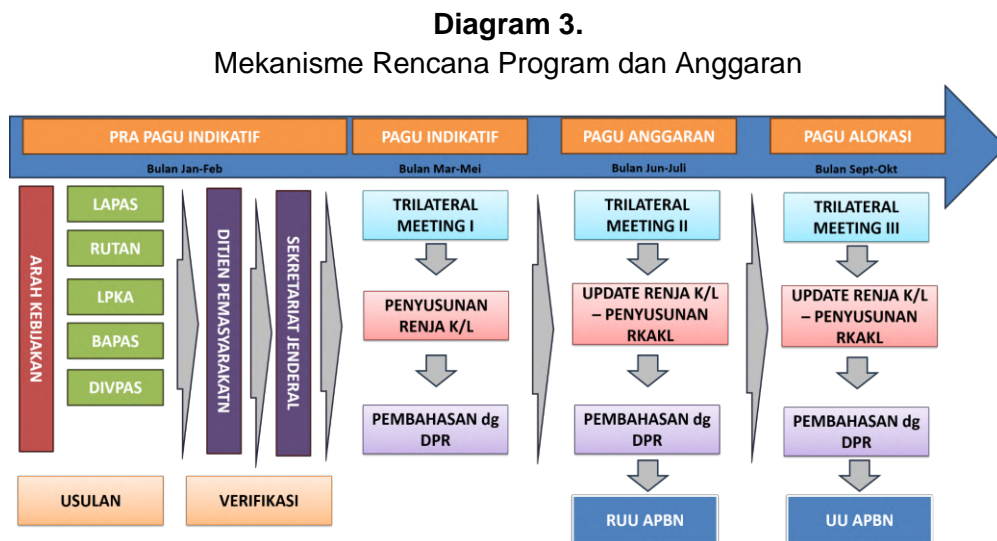 Diagram 3.
Mekanisme Rencana Program dan Anggaran
PRA PAGU INDIKATIF
PAGU INDIKATIF
PAGU ANGGARAN
PAGU ALOKASI
Bulan Jan-Feb
Bulan Mar-Mei
Bulan Jun-Juli
Bulan Sept-Okt
ARAH KEBIJAKAN
LAPAS
RUTAN
LPKA
BAPAS
DIVPAS
DITJEN PEMASYARAKATN
SEKRETARIAT JENDERAL
USULAN
VERIFIKASI
TRILATERAL
MEETING I
PENYUSUNAN
RENJA K/L
PEMBAHASAN dg
DPR
TRILATERAL
MEETING II
UPDATE RENJA K/L
– PENYUSUNAN
RKAKL
PEMBAHASAN dg
DPR
RUU APBN
TRILATERAL
MEETING III
UPDATE RENJA K/L
– PENYUSUNAN
RKAKL
PEMBAHASAN dg
DPR
UU APBN